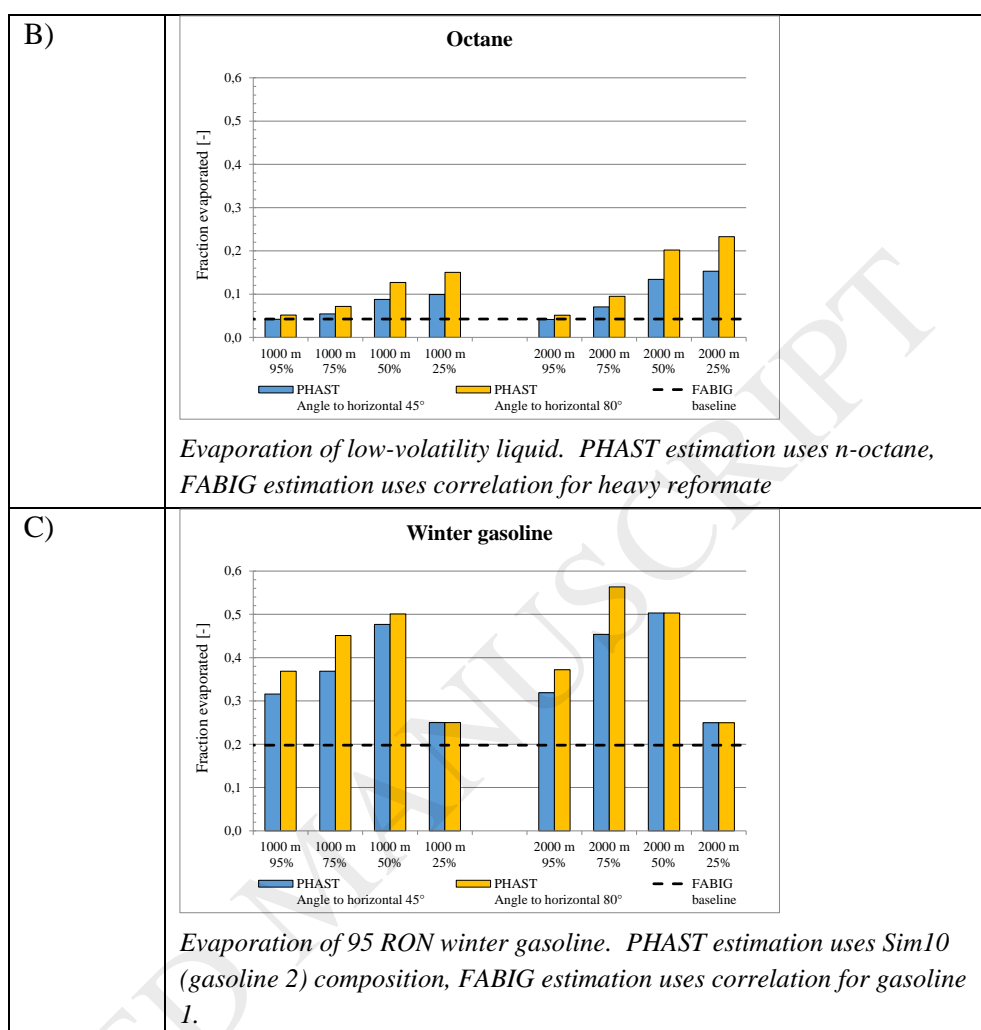 B)
Octane
Fraction evaporated [-]
0,6
0,5
0,4
0,3
0,2
0,1
0,0
1000 m 1000 m 1000 m 1000 m 2000 m 2000 m 2000 m 2000 m
95% 75% 50% 25% 95% 75% 50% 25%
PHAST PHAST FABIG
Angle to horizontal 45° Angle to horizontal 80° baseline
Evaporation of low-volatility liquid. PHAST estimation uses n-octane,
FABIG estimation uses correlation for heavy reformate
C)
Winter gasoline
Fraction evaporated [-]
0,6
0,5
0,4
0,3
0,2
0,1
0,0
1000 m 1000 m 1000 m 1000 m 2000 m 2000 m 2000 m 2000 m
95% 75% 50% 25% 95% 75% 50% 25%
PHAST PHAST FABIG
Angle to horizontal 45° Angle to horizontal 80° baseline
Evaporation of 95 RON winter gasoline. PHAST estimation uses Sim10
(gasoline 2) composition, FABIG estimation uses correlation for gasoline
1.
ED MANUSCRIPT